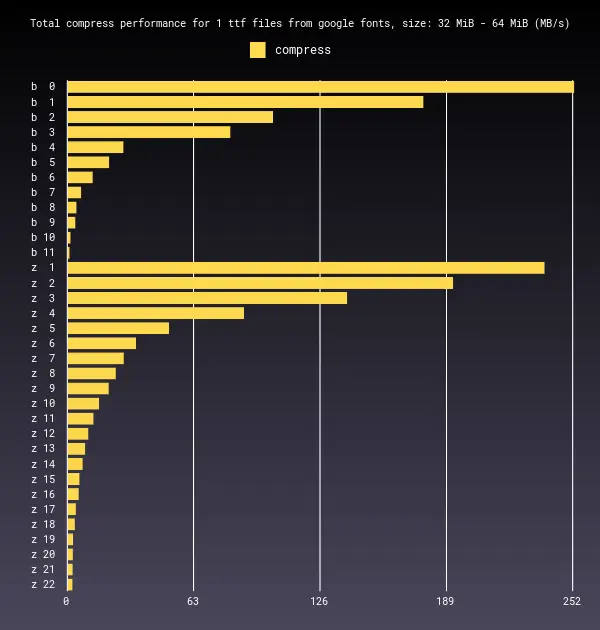 Total compress performance for 1 ttf files from google fonts, size: 32 MiB - 64 MiB (MB/s)
compress
b 0
b 1
b 2
b 3
b 4
b 5
b 6
b 7
b 8
b 9
b 10
b 11
z 1
z 2
z 3
z 4
z 5
z 6
z 7
z 8
z 9
z 10
z 11
z 12
z 13
z 14
z 15
z 16
z 17
z 18
z 19
z 20
z 21
z 22
0 63 126 189 252